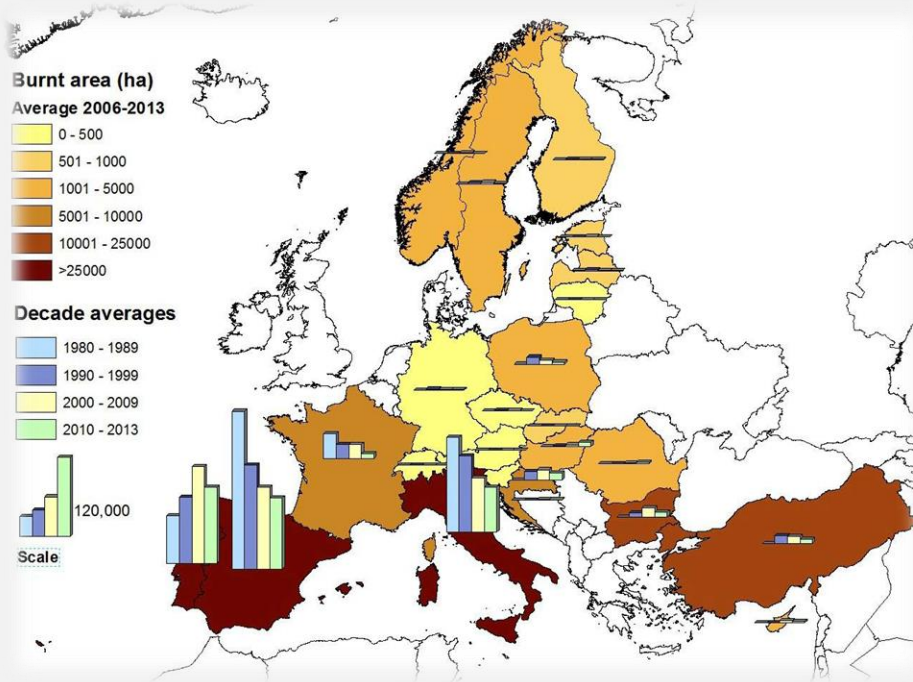 Burnt area (ha)
Average 2006-2013
0 - 500
501 - 1000
1001 - 5000
5001 - 10000
10001 - 25000
>25000
Decade averages
1980 - 1989
1990 - 1999
2000 - 2009
2010 - 2013
120,000
Scale